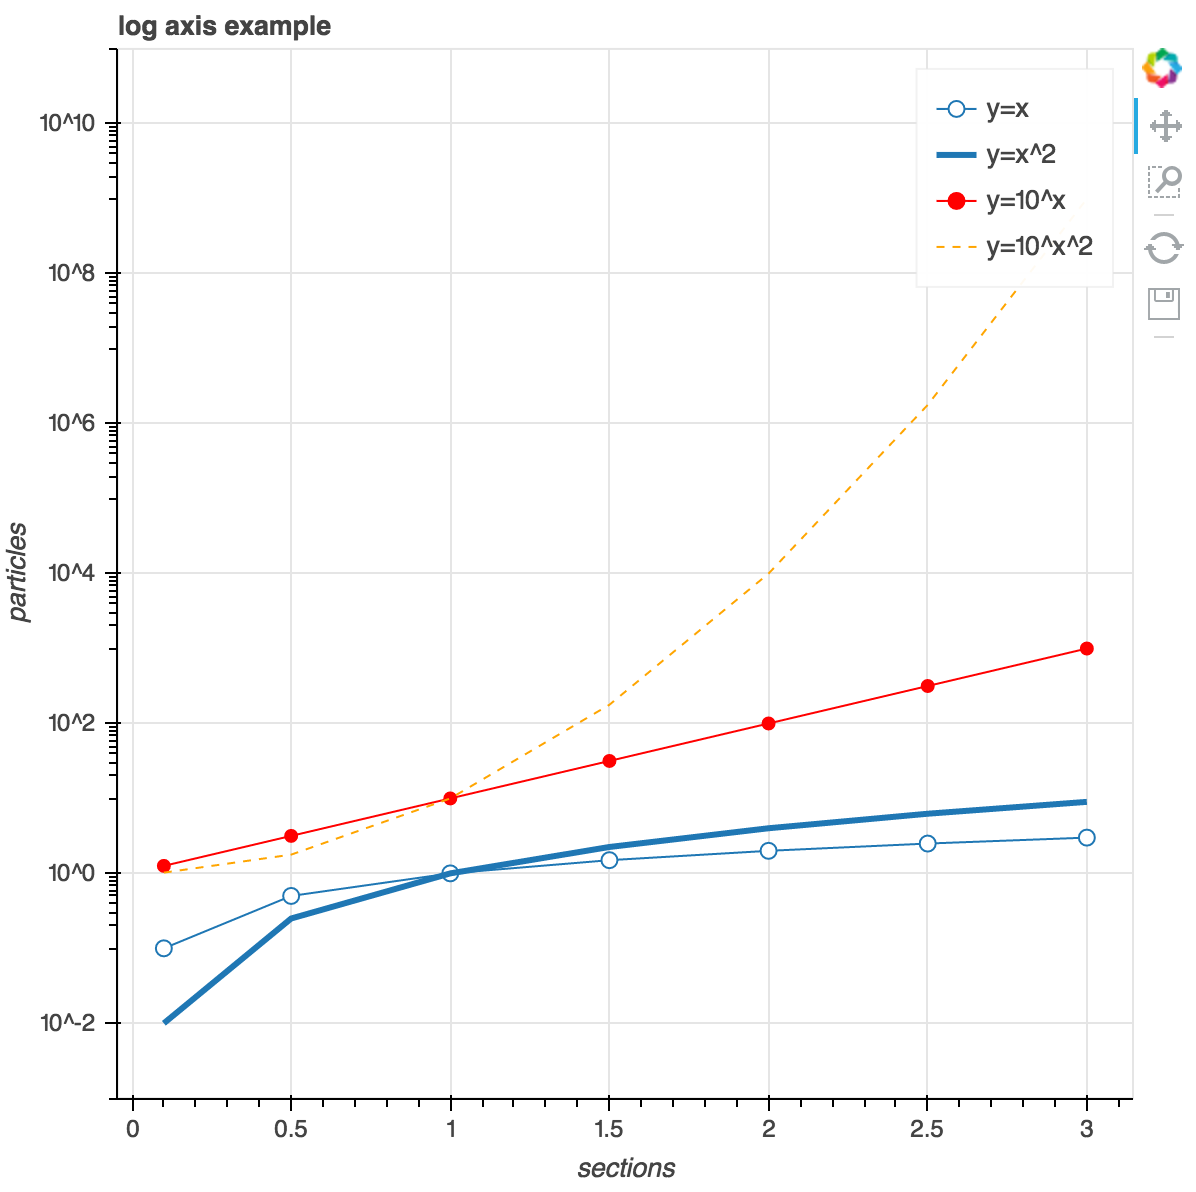 log axis example
y=x
y=x^2
y=10^x
y=10^x^2
10^10
10^8
10^6
10^4
10^2
10^0
10^-2
particles
0 0.5 1 1.5 2 2.5 3
sections